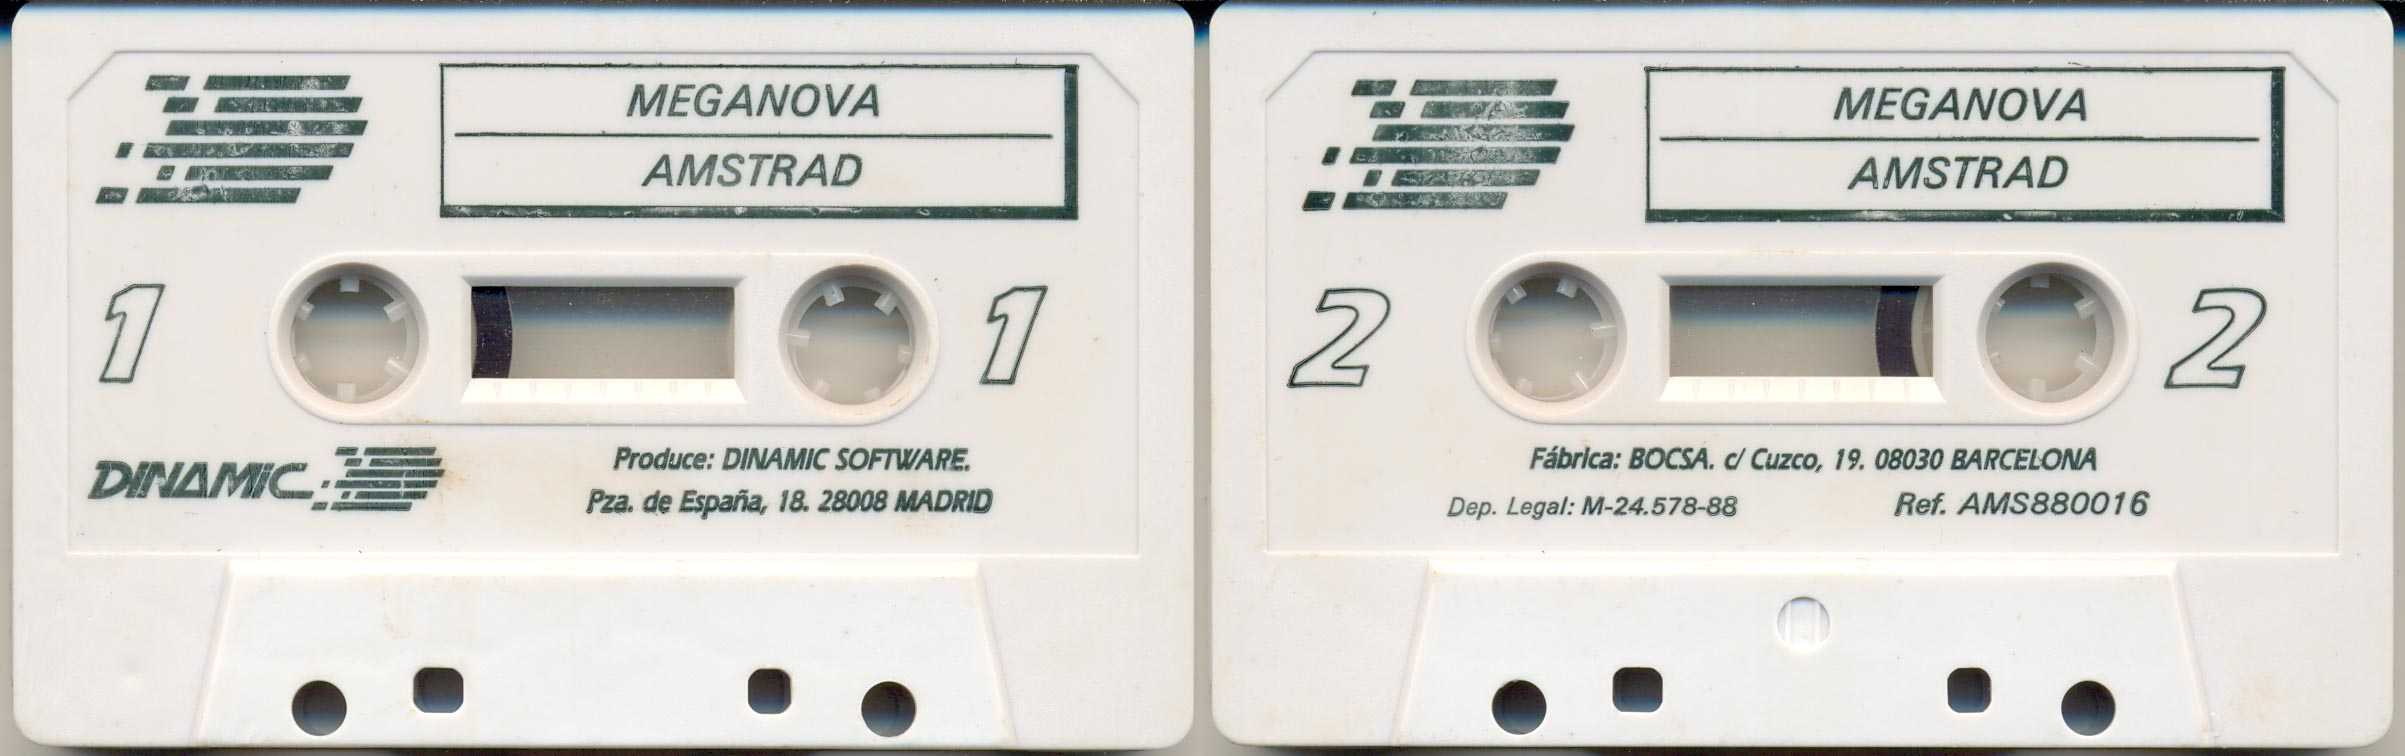 MEGANOVA
AMSTRAD
1 1
DINAMIC
Produce: DINAMIC SOFTWARE.
Pza. de España, 18. 28008 MADRID
MEGANOVA
AMSTRAD
2 2
Fábrica: BOCSA. c/ Cuzco, 19. 08030 BARCELONA
Dep. Legal: M-24.578-88 Ref. AMS880016